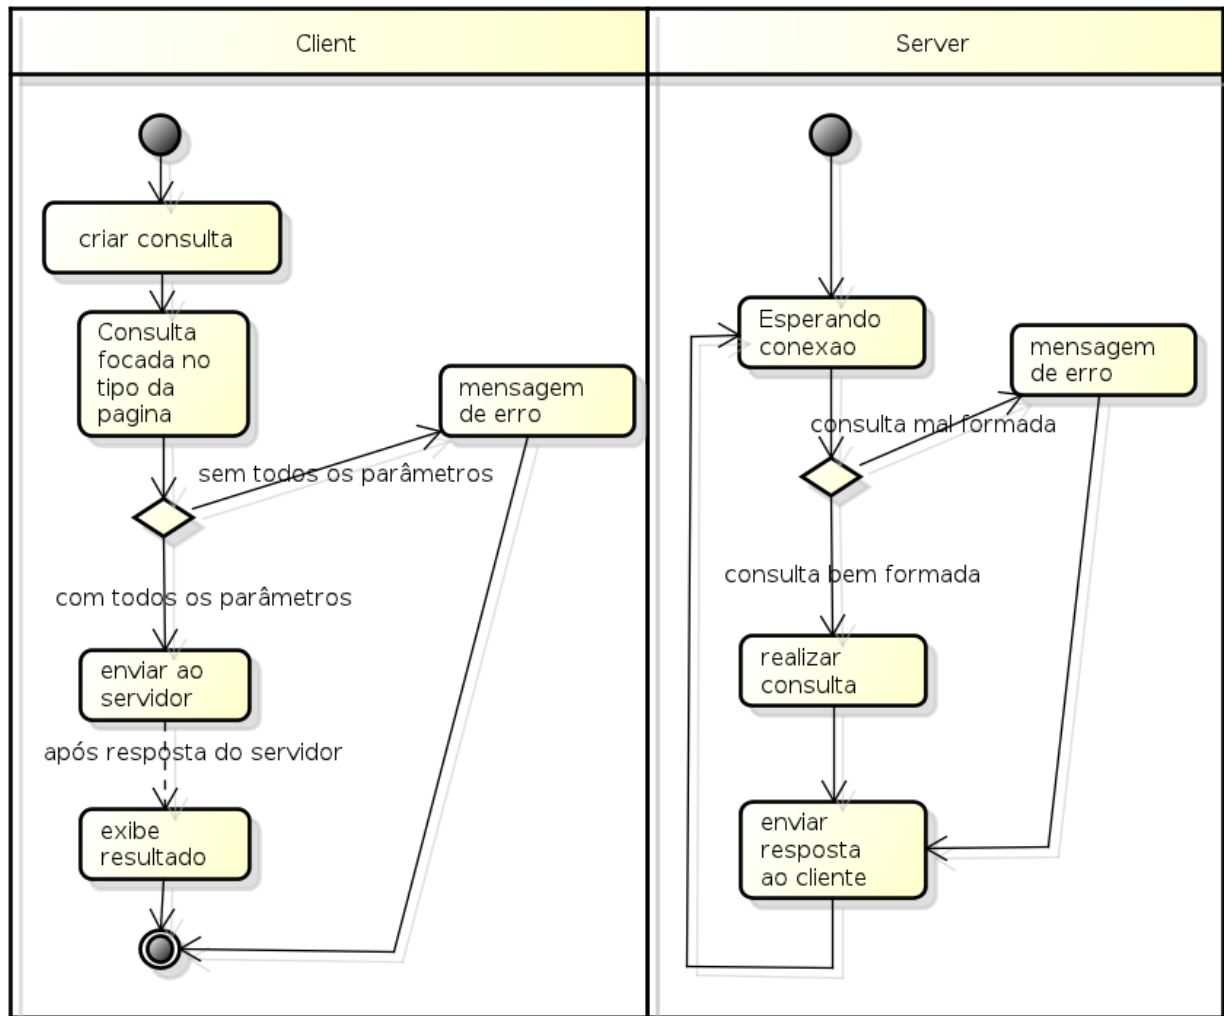 Client
Server
criar consulta
Consulta
focada no
tipo da
pagina
mensagem
de erro
sem todos os parâmetros
com todos os parâmetros
enviar ao
servidor
após resposta do servidor
exibe
resultado
Esperando
conexao
mensagem
de erro
consulta mal formada
consulta bem formada
realizar
consulta
enviar
resposta
ao cliente